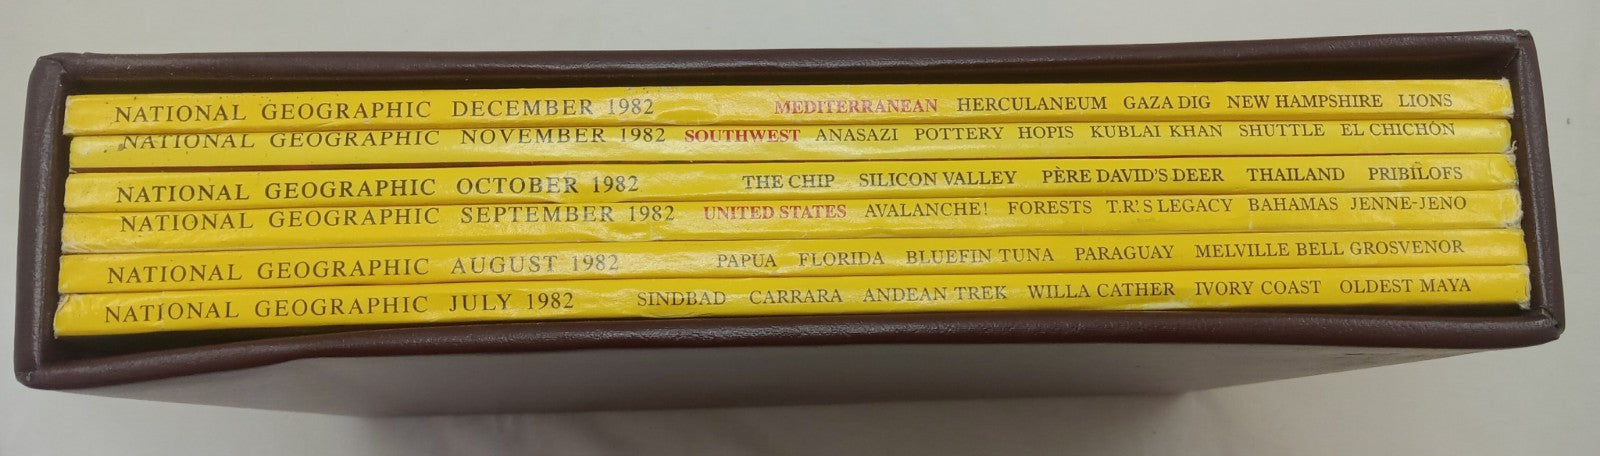 NATIONAL GEOGRAPHIC DECEMBER 1982 MEDITERRANEAN HERCULANEUM GAZA DIG NEW HAMPSHIRE LIONS
NATIONAL GEOGRAPHIC NOVEMBER 1982 SOUTHWEST ANASAZI POTTERY HOPIS KUBLAI KHAN SHUTTLE EL CHICHÓN
NATIONAL GEOGRAPHIC OCTOBER 1982 THE CHIP SILICON VALLEY PÈRE DAVID'S DEER THAILAND PRIBILOFS
NATIONAL GEOGRAPHIC SEPTEMBER 1982 UNITED STATES AVALANCHE! FORESTS T.R.'S LEGACY BAHAMAS JENNE-JENO
NATIONAL GEOGRAPHIC AUGUST 1982 PAPUA FLORIDA BLUEFIN TUNA PARAGUAY MELVILLE BELL GROSVENOR
NATIONAL GEOGRAPHIC JULY 1982 SINDBAD CARRARA ANDEAN TREK WILLA CATHER IVORY COAST OLDEST MAYA